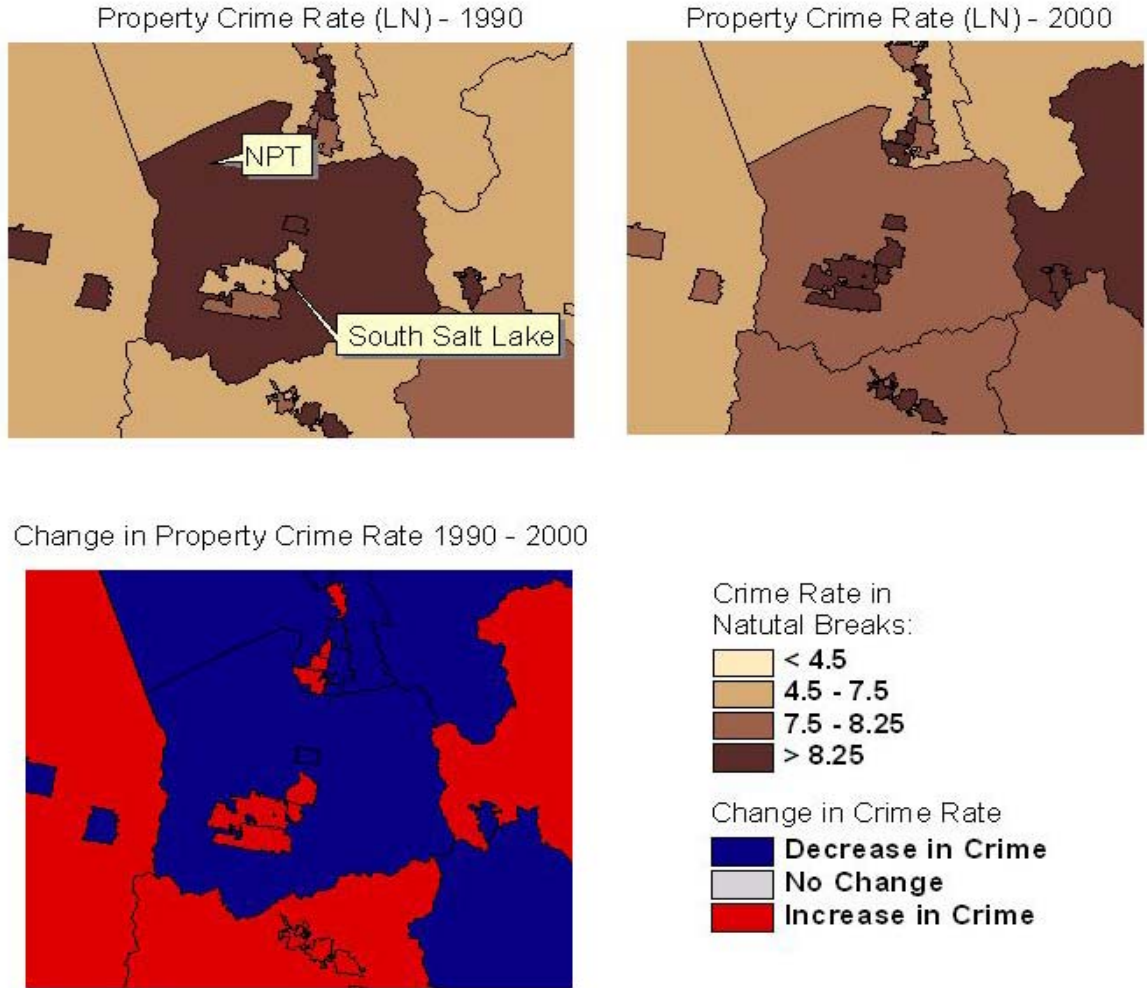 Property Crime Rate (LN) - 1990
Property Crime Rate (LN) - 2000
NPT
South Salt Lake
Change in Property Crime Rate 1990 - 2000
Crime Rate in
Natutal Breaks:
< 4.5
4.5 - 7.5
7.5 - 8.25
> 8.25
Change in Crime Rate
Decrease in Crime
No Change
Increase in Crime